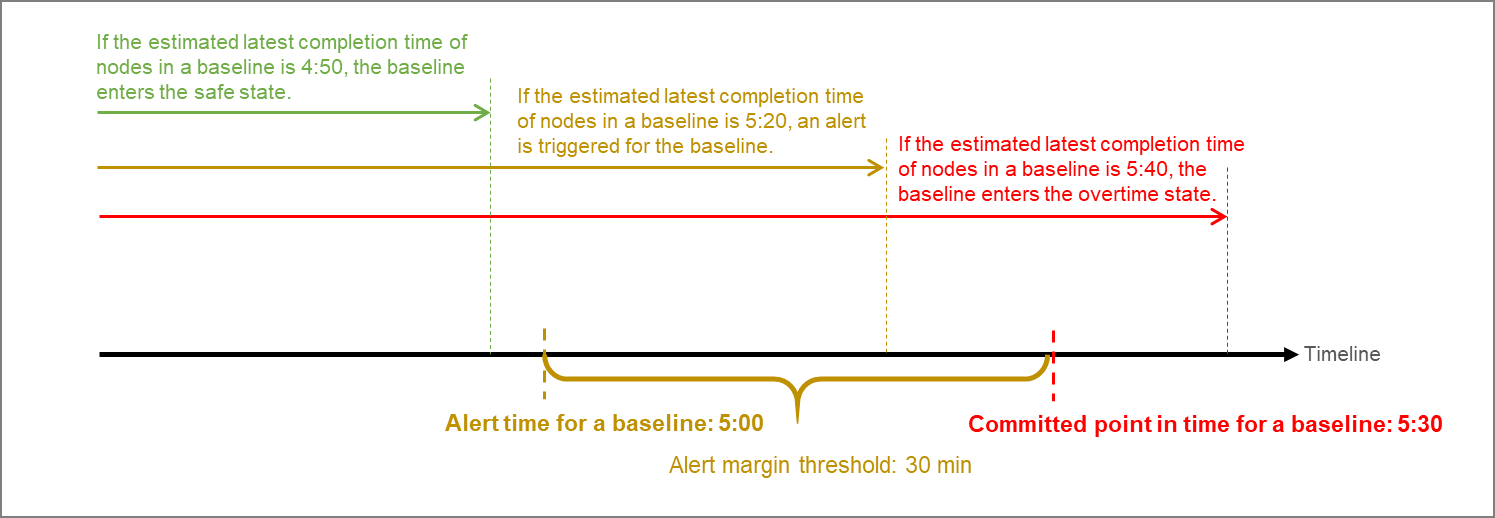 If the estimated latest completion time of
nodes in a baseline is 4:50, the baseline
enters the safe state.
If the estimated latest completion time
of nodes in a baseline is 5:20, an alert
is triggered for the baseline.
If the estimated latest completion time
of nodes in a baseline is 5:40, the
baseline enters the overtime state.
Timeline
Alert time for a baseline: 5:00
Committed point in time for a baseline: 5:30
Alert margin threshold: 30 min